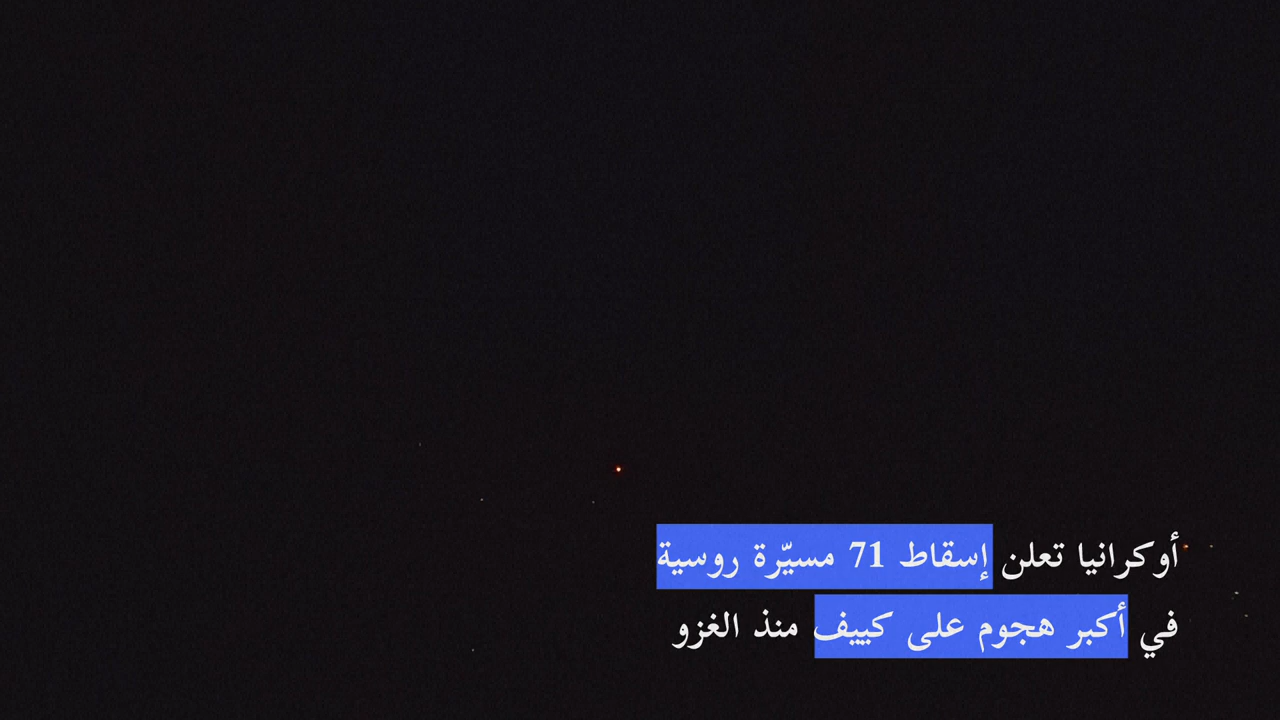 أوكرانيا تعلن إسقاط 71 مسيّرة روسية
في أكبر هجوم على كييف منذ الغزو